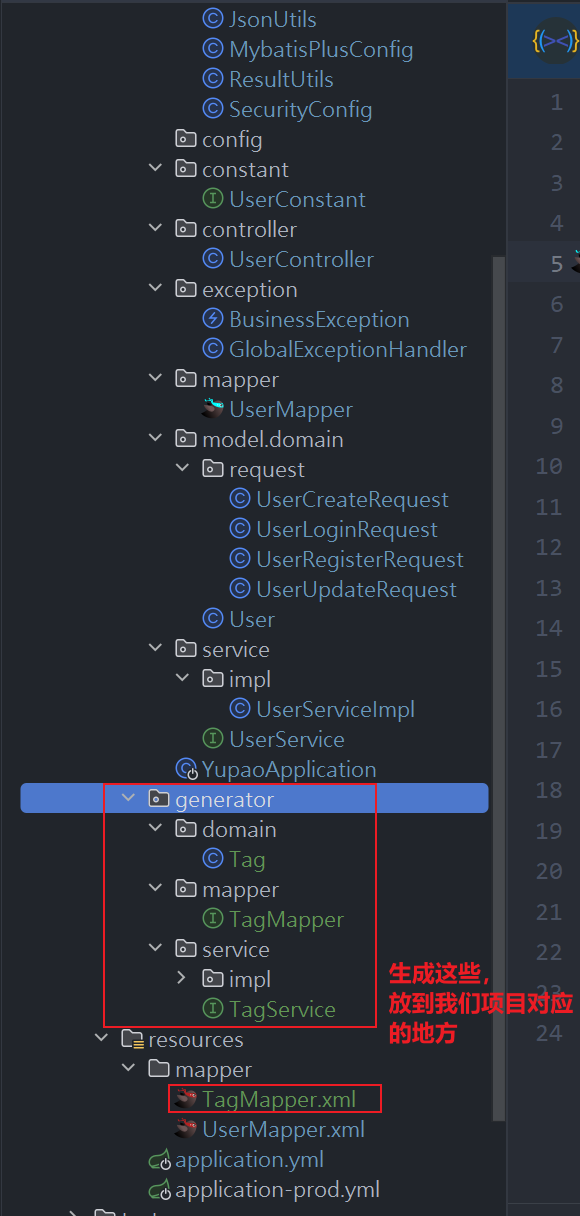 JsonUtils
MybatisPlusConfig
ResultUtils
SecurityConfig
config
constant
UserConstant
controller
UserController
exception
BusinessException
GlobalExceptionHandler
mapper
UserMapper
model.domain
request
UserCreateRequest
UserLoginRequest
UserRegisterRequest
UserUpdateRequest
User
service
impl
UserServiceImpl
UserService
YupaoApplication
generator
domain
Tag
mapper
TagMapper
service
impl
TagService
resources
mapper
TagMapper.xml
UserMapper.xml
application.yml
application-prod.yml
生成这些，
放到我们项目对应
的地方
1
2
3
4
5
6
7
8
9
10
11
12
13
14
15
16
17
18
19
20
21
22
23
24